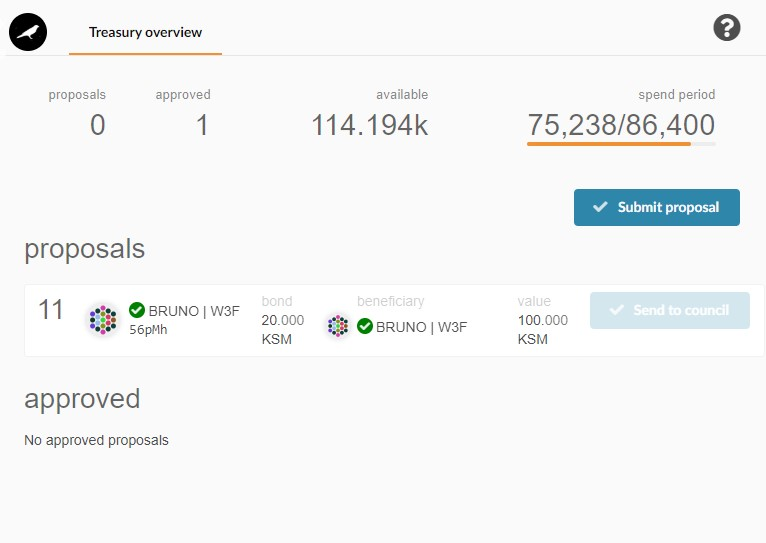 Treasury overview
?
proposals approved available spend period
0 1 114.194k 75,238/86,400
Submit proposal
proposals
11 BRUNO | W3F 56pMh bond 20.000 KSM beneficiary BRUNO | W3F value 100.000 KSM Send to council
approved
No approved proposals